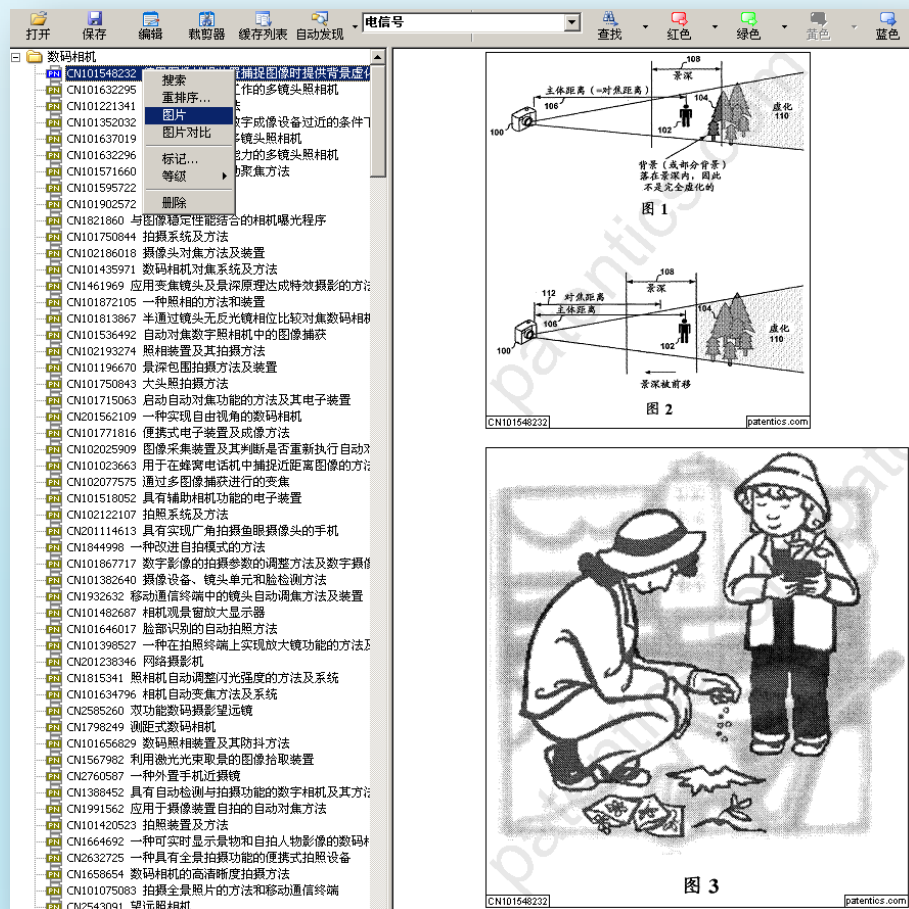 打开 保存 编辑 裁剪器 缓存列表 自动发现 电信号 查找 红色 绿色 黄色 蓝色
数码相机
CN101548232 捕捉图像时提供背景虚化
CN101632295 工作的多镜头照相机
CN101221341 法
CN101352032 数字成像设备过近的条件下
CN101637019 多镜头照相机
CN101632296 能力的多镜头照相机
CN101571660 动聚焦方法
CN101595722
CN101902572
搜索
重排序...
图片
图片对比
标记...
等级
删除
CN1821860 与图像稳定性能结合的相机曝光程序
CN101750844 拍摄系统及方法
CN102186018 摄像头对焦方法及装置
CN101435971 数码相机对焦系统及方法
CN1461969 应用变焦镜头及景深原理达成特效摄影的方法
CN101872105 一种照相的方法和装置
CN101813867 半通过镜头无反光镜相位比较对焦数码相机
CN101536492 自动对焦数字照相机中的图像捕获
CN102193274 照相装置及其拍摄方法
CN101196670 景深包围拍摄方法及装置
CN101750843 大头照拍摄方法
CN101715063 启动自动对焦功能的方法及其电子装置
CN201562109 一种实现自由视角的数码相机
CN101771816 便携式电子装置及成像方法
CN102025909 图像采集装置及其判断是否重新执行自动对
CN101023663 用于在蜂窝电话机中捕捉近距离图像的方法
CN102077575 通过多图像捕获进行的变焦
CN101518052 具有辅助相机功能的电子装置
CN102122107 拍照系统及方法
CN201114613 具有实现广角拍摄鱼眼摄像头的手机
CN1844998 一种改进自拍模式的方法
CN101867717 数字影像的拍摄参数的调整方法及数字摄像
CN101382640 摄像设备、镜头单元和脸检测方法
CN1932632 移动通信终端中的镜头自动调焦方法及装置
CN101482687 相机观景窗放大显示器
CN101646017 脸部识别的自动拍照方法
CN101398527 一种在拍照终端上实现放大镜功能的方法及
CN201238346 网络摄影机
CN1815341 照相机自动调整闪光强度的方法及系统
CN101634796 相机自动变焦方法及系统
CN2585260 双功能数码摄影望远镜
CN1798249 测距式数码相机
CN101656829 数码照相装置及其防抖方法
CN1567982 利用激光光束取景的图像拾取装置
CN2760587 一种外置手机近摄镜
CN1388452 具有自动检测与拍摄功能的数字相机及其方法
CN1991562 应用于摄像装置自拍的自动对焦方法
CN101420523 拍照装置及方法
CN1664692 一种可实时显示景物和自拍人物影像的数码相
CN2632725 一种具有全景拍摄功能的便携式拍照设备
CN1658654 数码相机的高清晰度拍摄方法
CN101075083 拍摄全景照片的方法和移动通信终端
CN2543091 望远照相机
108
景深
主体距离（=对焦距离）
106
104
虚化
110
100
102
背景（或部分背景）
落在景深内，因此
不是完全虚化的
图 1
108
景深
112
对焦距离
主体距离
106
104
虚化
110
102
100
景深被前移
图 2
CN101548232 patentics.com
图 3
CN101548232 patentics.com
patentics.com